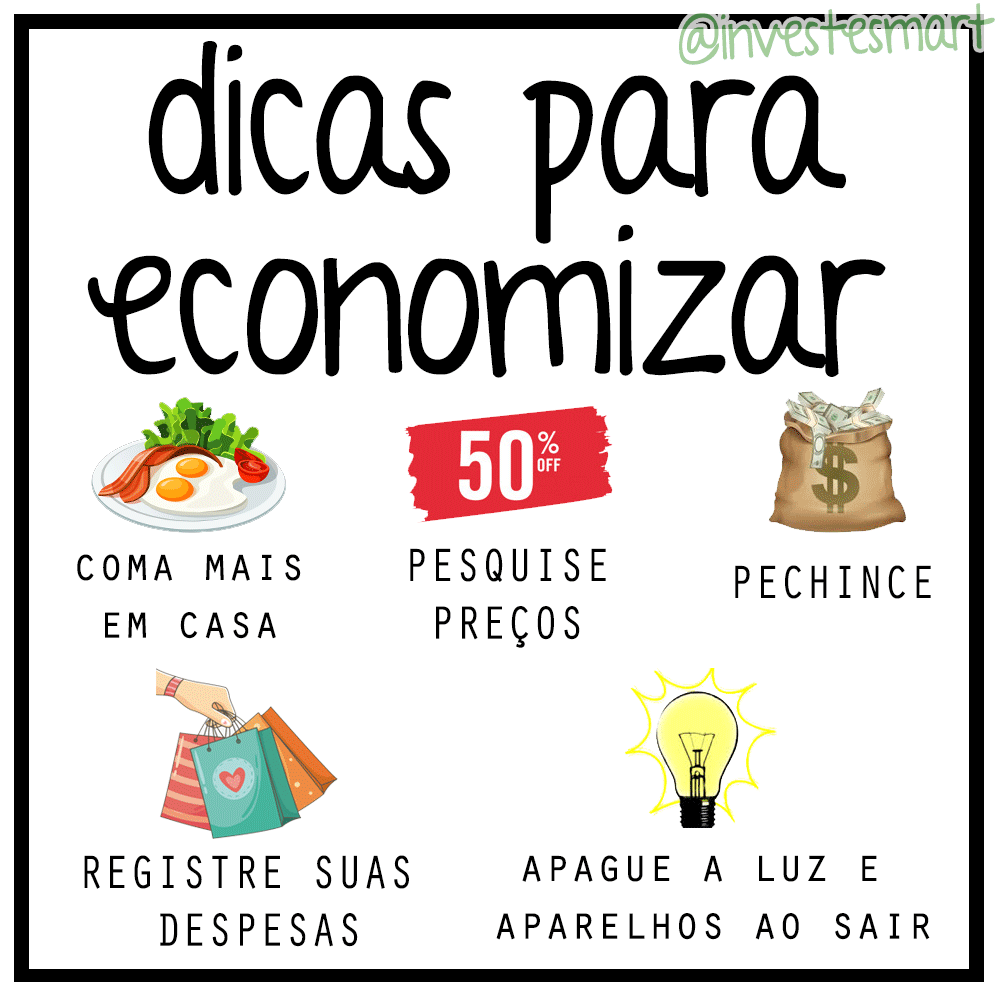 @investesmart
dicas para
economizar
50% OFF
COMA MAIS
EM CASA
PESQUISE
PREÇOS
PECHINCE
$
REGISTRE SUAS
DESPESAS
APAGUE A LUZ E
APARELHOS AO SAIR